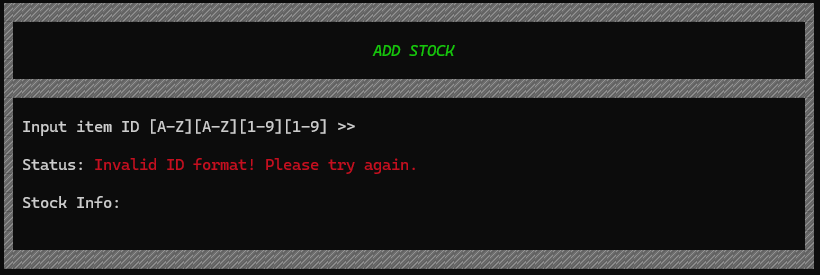 ADD STOCK
Input item ID [A-Z][A-Z][1-9][1-9] >>
Status: Invalid ID format! Please try again.
Stock Info: